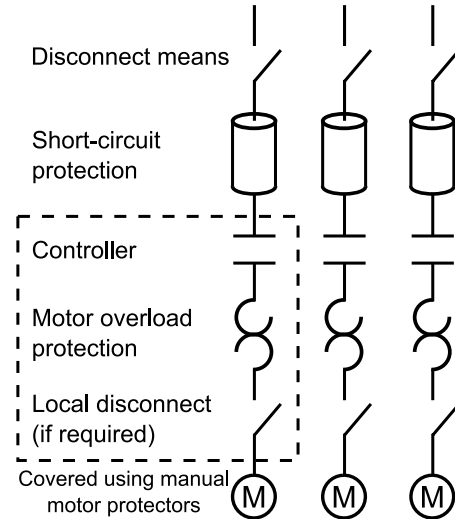 Disconnect means
Short-circuit
protection
Controller
Motor overload
protection
Local disconnect
(if required)
Covered using manual
motor protectors
M M M